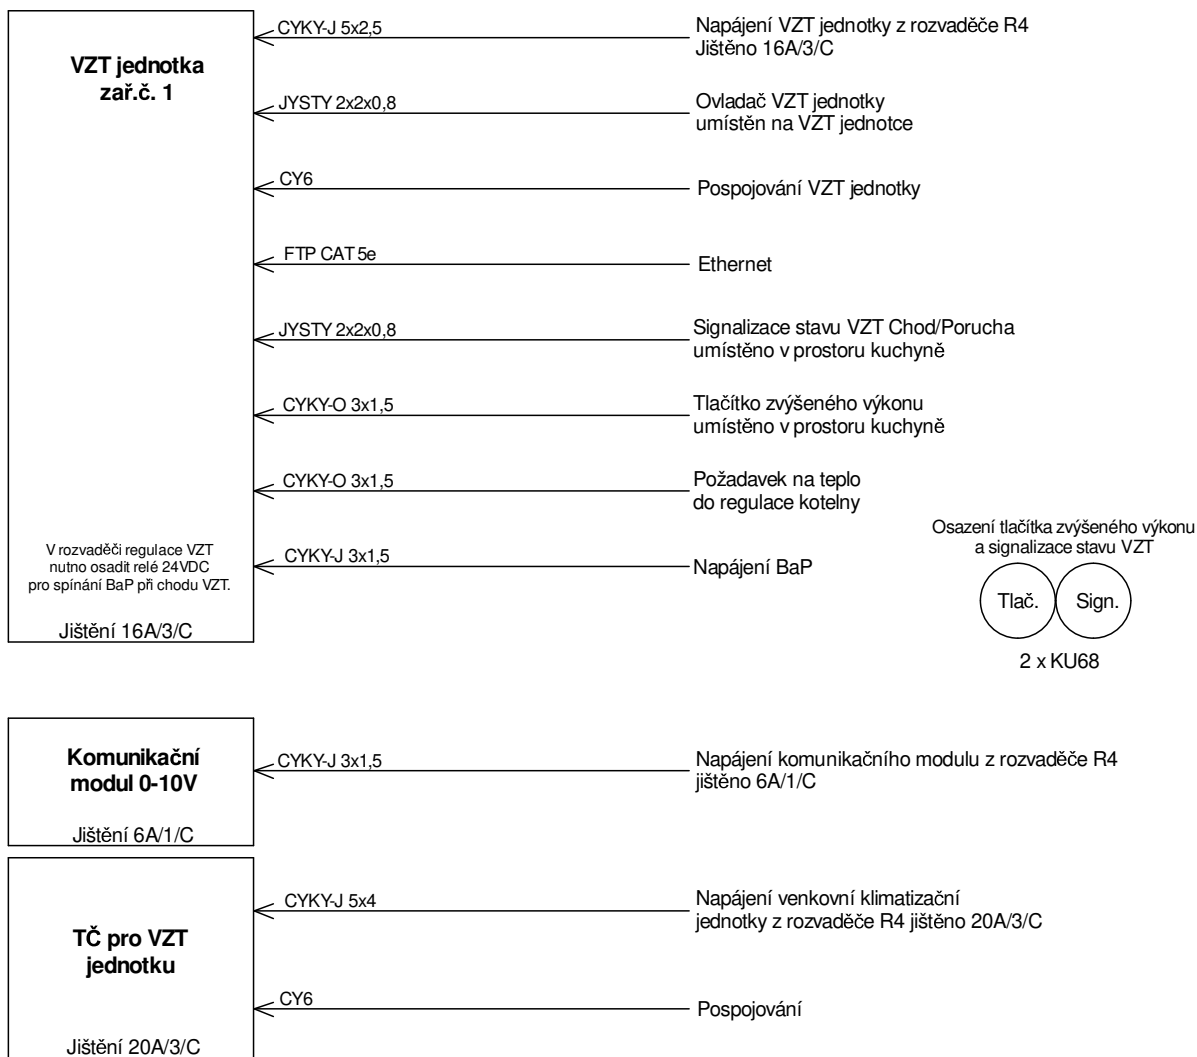 VZT jednotka
zař.č. 1
CYKY-J 5x2,5
Napájení VZT jednotky z rozvaděče R4
Jištěno 16A/3/C
JYSTY 2x2x0,8
Ovladač VZT jednotky
umístěn na VZT jednotce
CY6
Pospojování VZT jednotky
FTP CAT 5e
Ethernet
JYSTY 2x2x0,8
Signalizace stavu VZT Chod/Porucha
umístěno v prostoru kuchyně
CYKY-O 3x1,5
Tlačítko zvýšeného výkonu
umístěno v prostoru kuchyně
CYKY-O 3x1,5
Požadavek na teplo
do regulace kotelny
CYKY-J 3x1,5
Napájení BaP
V rozvaděči regulace VZT
nutno osadit relé 24VDC
pro spínání BaP při chodu VZT.
Jištění 16A/3/C
Osazení tlačítka zvýšeného výkonu
a signalizace stavu VZT
Tlač. Sign.
2 x KU68
Komunikační
modul 0-10V
Jištění 6A/1/C
CYKY-J 3x1,5
Napájení komunikačního modulu z rozvaděče R4
jištěno 6A/1/C
TČ pro VZT
jednotku
Jištění 20A/3/C
CYKY-J 5x4
Napájení venkovní klimatizační
jednotky z rozvaděče R4 jištěno 20A/3/C
CY6
Pospojování